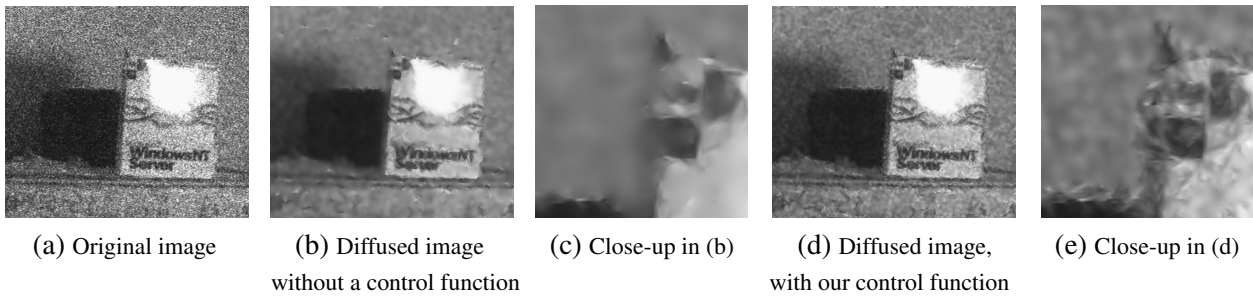 WindowsNT
Server
WindowsNT
Server
WindowsNT
Server
(a) Original image
(b) Diffused image
without a control function
(c) Close-up in (b)
(d) Diffused image,
with our control function
(e) Close-up in (d)